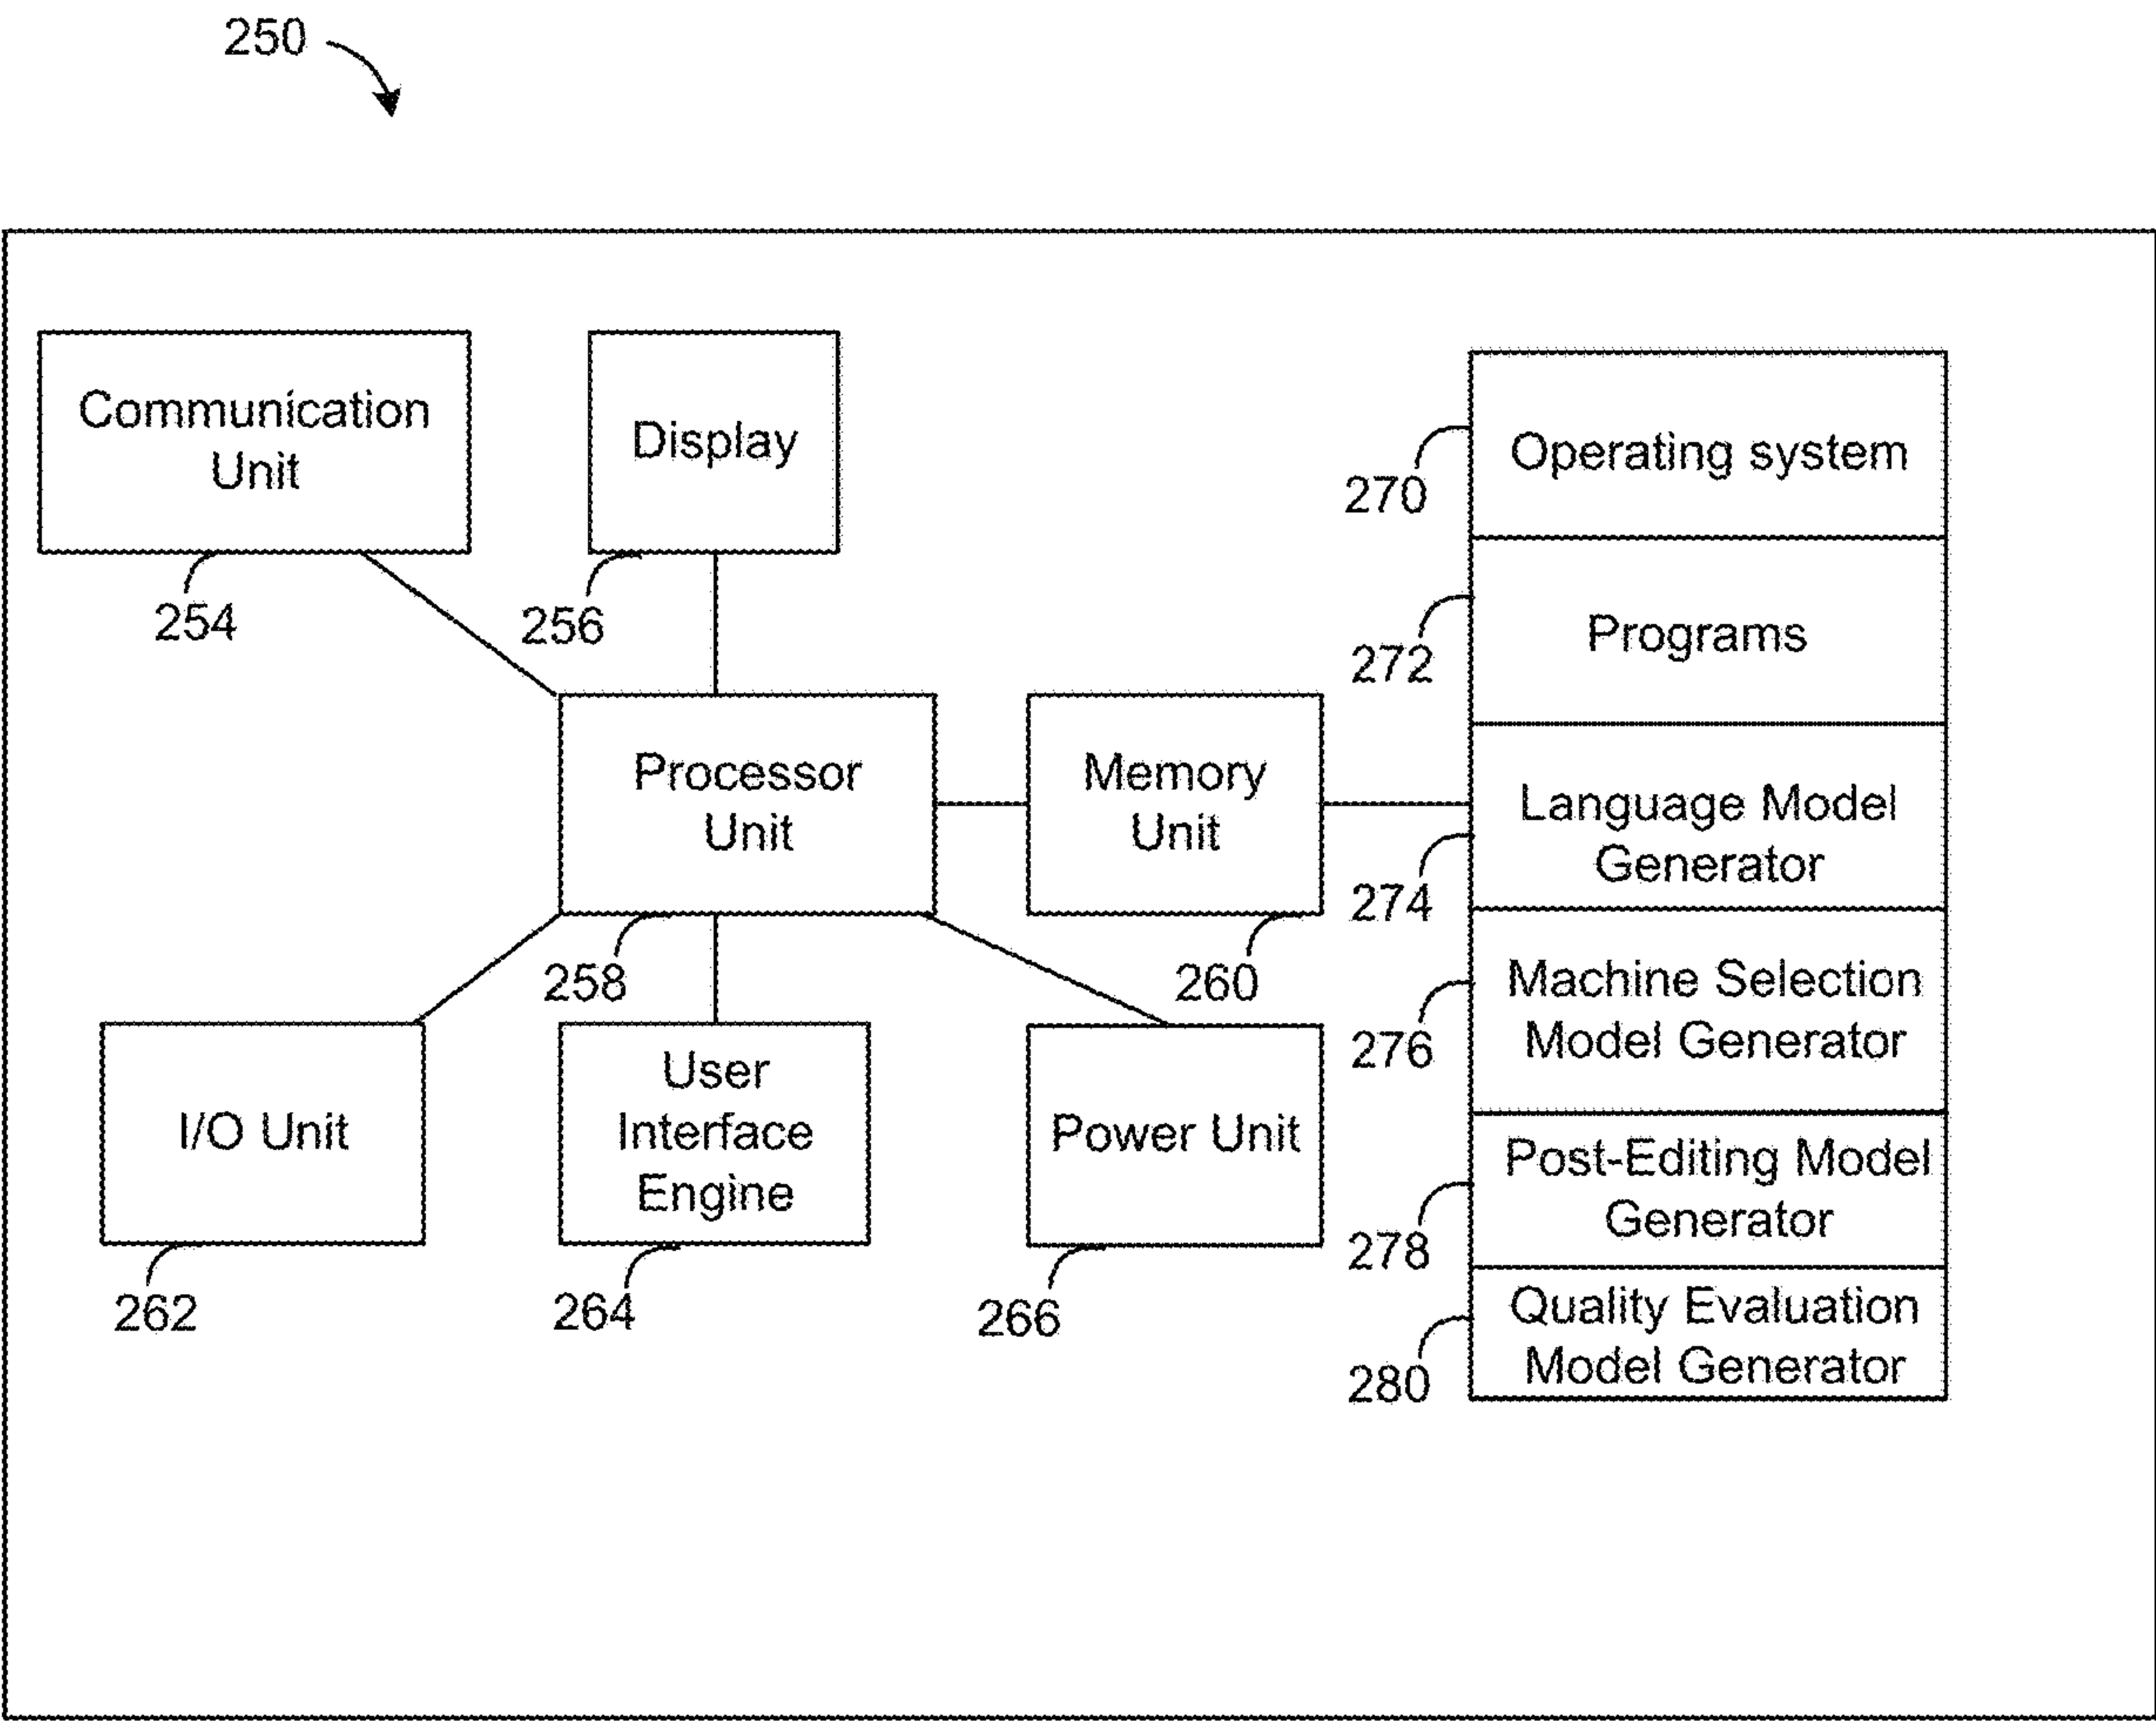 250
Communication
Unit
254
Display
256
Processor
Unit
258
Memory
Unit
260
I/O Unit
262
User
Interface
Engine
264
Power Unit
266
270
Operating system
272
Programs
274
Language Model
Generator
276
Machine Selection
Model Generator
278
Post-Editing Model
Generator
280
Quality Evaluation
Model Generator